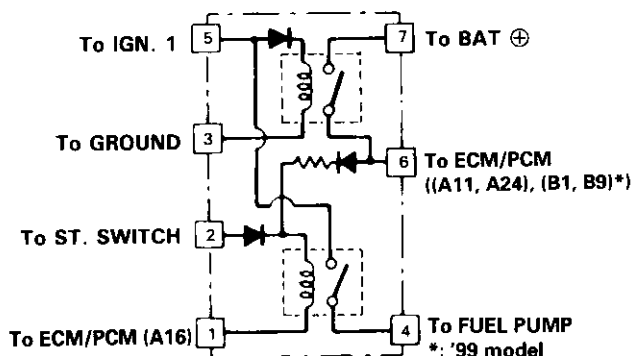 To IGN. 1 5 7 To BAT ⊕
To GROUND 3
6 To ECM/PCM
((A11, A24), (B1, B9)*)
To ST. SWITCH 2
To ECM/PCM (A16) 1 4 To FUEL PUMP
*: '99 model